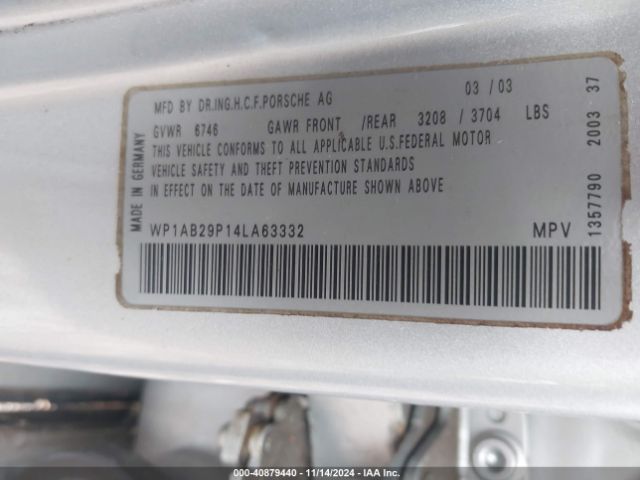 MFD BY DR.ING.H.C.F.PORSCHE AG 03 / 03
GVWR 6746 GAWR FRONT /REAR 3208 / 3704 LBS
THIS VEHICLE CONFORMS TO ALL APPLICABLE U.S.FEDERAL MOTOR
VEHICLE SAFETY AND THEFT PREVENTION STANDARDS
IN EFFECT ON THE DATE OF MANUFACTURE SHOWN ABOVE
WP1AB29P14LA63332 MPV
MADE IN GERMANY
1357790 2003 37
000-40879440 - 11/14/2024 - IAA Inc.